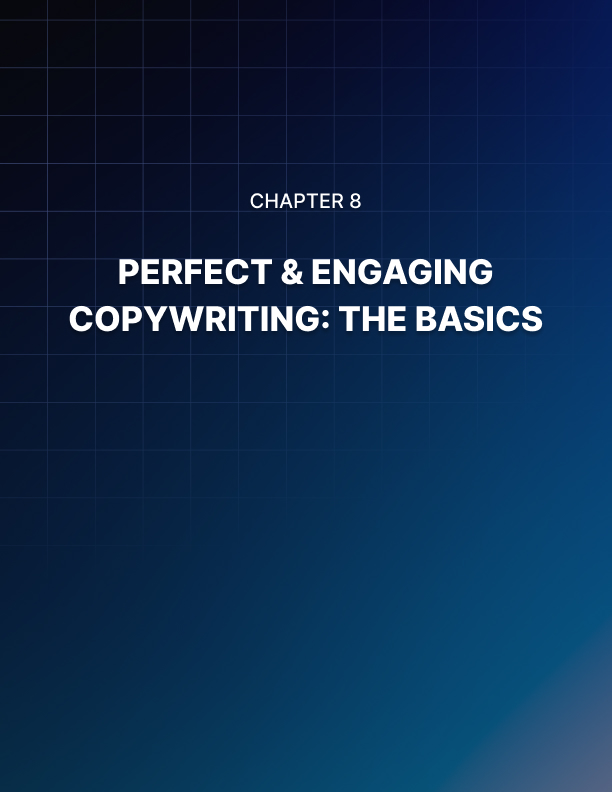 CHAPTER 8
PERFECT & ENGAGING
COPYWRITING: THE BASICS